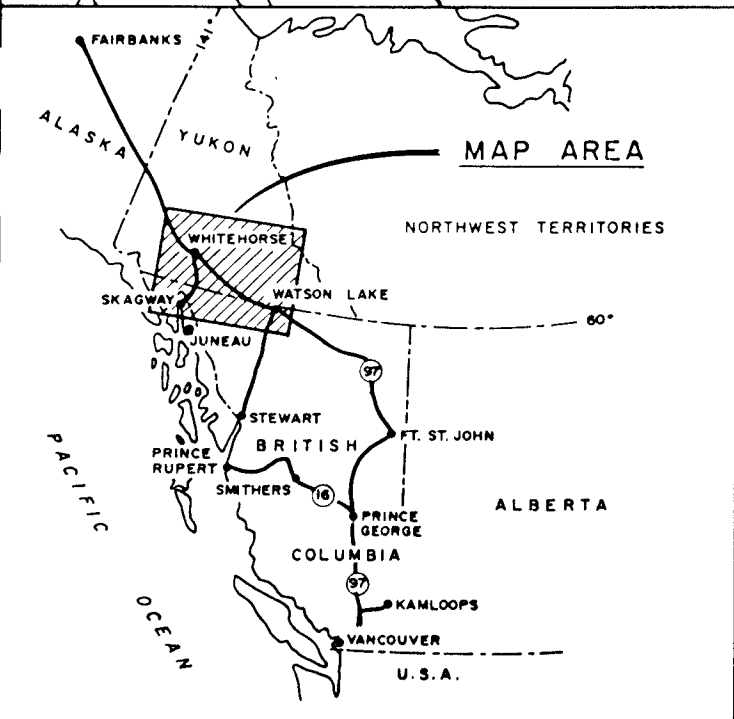 FAIRBANKS
141°
ALASKA
YUKON
MAP AREA
NORTHWEST TERRITORIES
WHITEHORSE
SKAGWAY
WATSON LAKE
60°
JUNEAU
97
STEWART
BRITISH
FT. ST. JOHN
PRINCE
RUPERT
SMITHERS
16
ALBERTA
PRINCE
GEORGE
PACIFIC
COLUMBIA
97
KAMLOOPS
OCEAN
VANCOUVER
U.S.A.